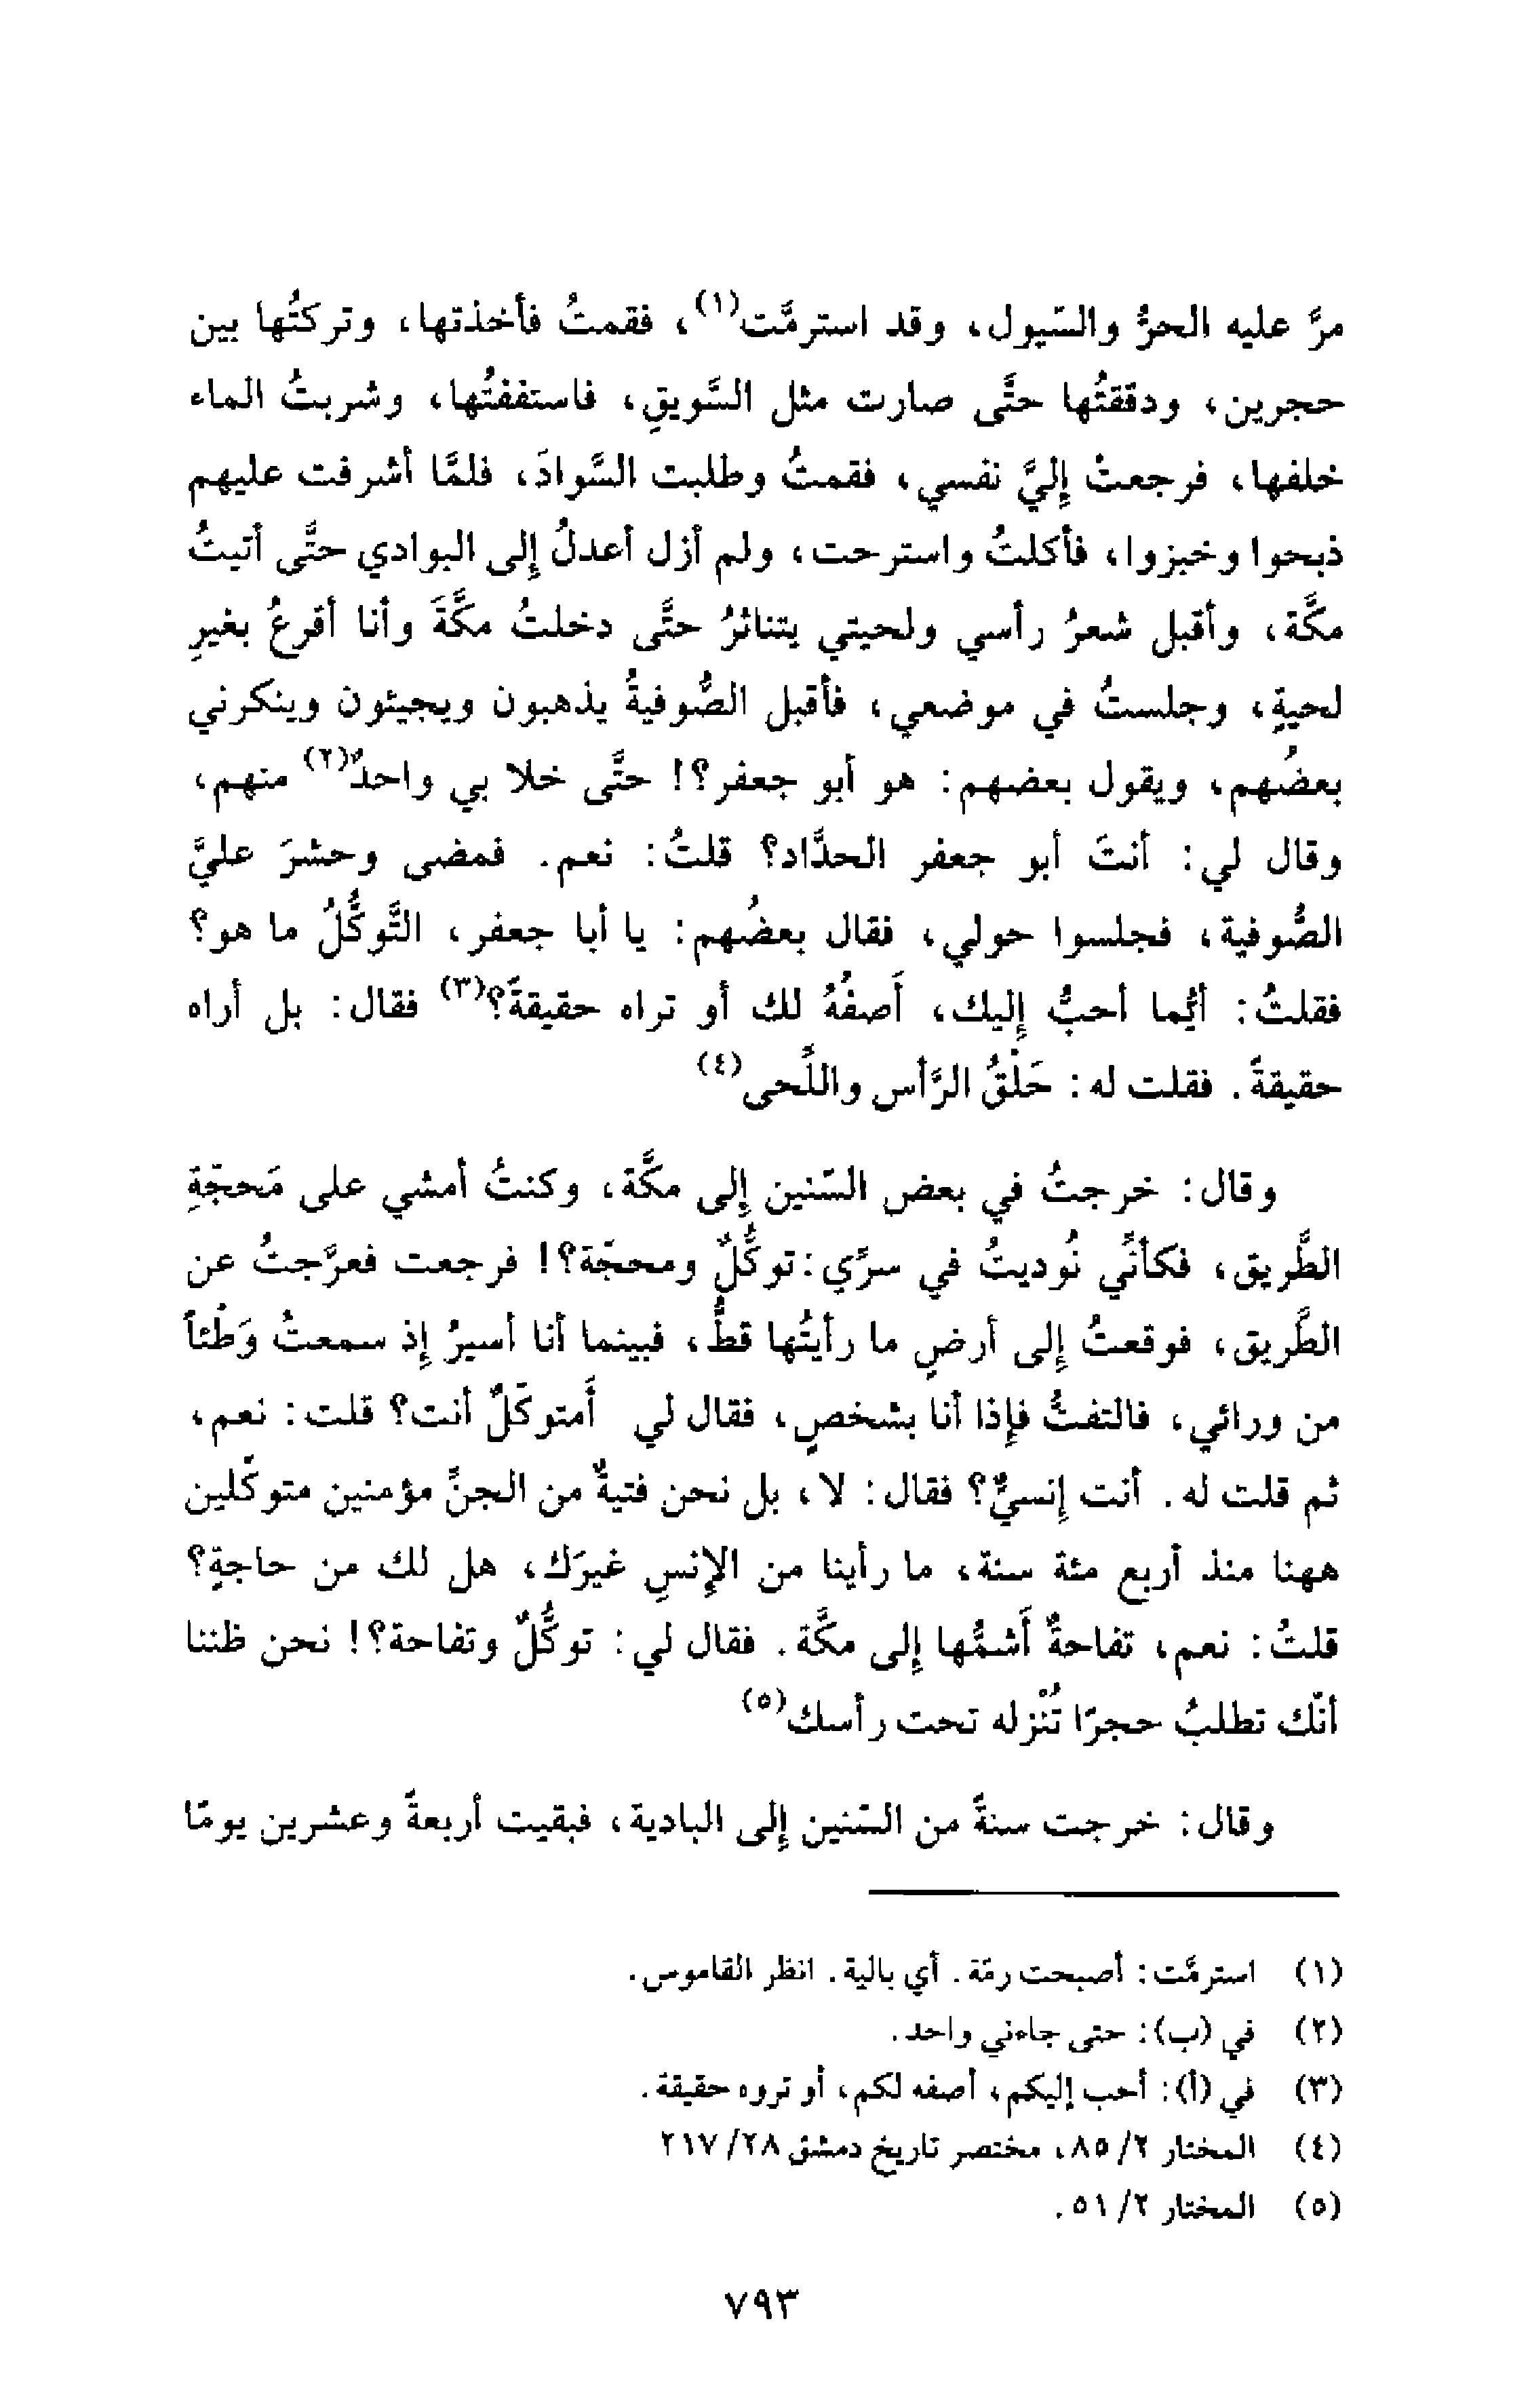 مرَّ عليه الحرُّ والسّيول، وقد استرمَّت(١)، فقمتُ فأخذتها، وتركتُها بين
حجرين، ودققتُها حتَّى صارت مثل السَّويقِ، فاستففتُها، وشربتُ الماء
خلفها، فرجعتْ إليَّ نفسي، فقمتُ وطلبت السَّوادَ، فلمَّا أشرفت عليهم
ذبحوا وخبزوا، فأكلتُ واسترحت، ولم أزل أعدلُ إلى البوادي حتَّى أتيتُ
مكَّة، وأقبل شعرُ رأسي ولحيتي يتناثرُ حتَّى دخلتُ مكَّةَ وأنا أقرعُ بغيرِ
لحيةٍ، وجلستُ في موضعي، فأقبل الصُّوفيةُ يذهبون ويجيئون وينكرني
بعضُهم، ويقول بعضهم: هو أبو جعفر؟! حتَّى خلا بي واحدٌ(٢) منهم،
وقال لي: أنتَ أبو جعفر الحدَّاد؟ قلتُ: نعم. فمضى وحشرَ عليَّ
الصُّوفية، فجلسوا حولي، فقال بعضُهم: يا أبا جعفر، التَّوكُّلُ ما هو؟
فقلتُ: أيُّما أحبُّ إليك، أَصفُهُ لك أو تراه حقيقةً؟(٣) فقال: بل أراه
حقيقةً. فقلت له: حَلْقُ الرَّأس واللِّحى(٤)
وقال: خرجتُ في بعض السّنين إلى مكَّة، وكنتُ أمشي على مَحجّةِ
الطَّريق، فكأنِّي نُوديتُ في سرِّي: توكُّلٌ ومحجّة؟! فرجعت فعرَّجتُ عن
الطَّريق، فوقعتُ إلى أرضٍ ما رأيتُها قطُّ، فبينما أنا أسيرُ إذ سمعتُ وَطْئاً
من ورائي، فالتفتُّ فإذا أنا بشخصٍ، فقال لي أَمتوكّلٌ أنت؟ قلت: نعم،
ثم قلت له. أنت إنسيٌّ؟ فقال: لا، بل نحن فتيةٌ من الجنِّ مؤمنين متوكّلين
ههنا منذ أربع مئة سنة، ما رأينا من الإنسِ غيرَك، هل لك من حاجةٍ؟
قلتُ: نعم، تفاحةٌ أَشمُّها إلى مكَّة. فقال لي: توكُّلٌ وتفاحة؟! نحن ظننا
أنّك تطلبُ حجرًا تُنْزله تحت رأسك(٥)
وقال: خرجت سنةً من السّنين إلى البادية، فبقيت أربعةً وعشرين يومًا
(١) استرمَّت: أصبحت رمّة. أي بالية. انظر القاموس.
(٢) في (ب): حتى جاءني واحد.
(٣) في (أ): أحب إليكم، أصفه لكم، أو تروه حقيقة.
(٤) المختار ٢/ ٨٥، مختصر تاريخ دمشق ٢٨/ ٢١٧
(٥) المختار ٢/ ٥١.
٧٩٣